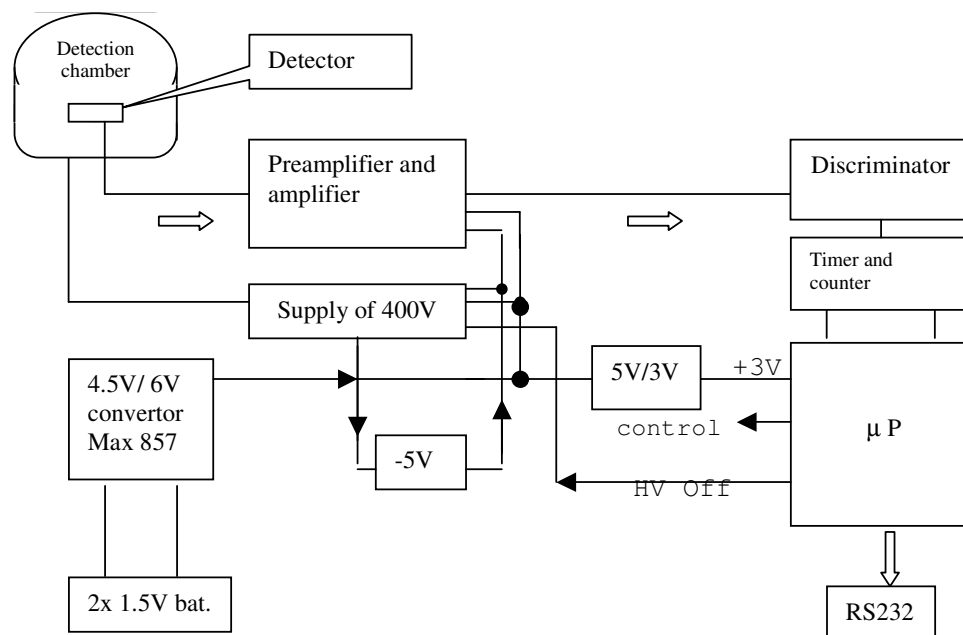 Detection
chamber
Detector
Preamplifier and
amplifier
Discriminator
Timer and
counter
Supply of 400V
4.5V/ 6V
convertor
Max 857
5V/3V
+3V
control
μ P
-5V
HV Off
2x 1.5V bat.
RS232